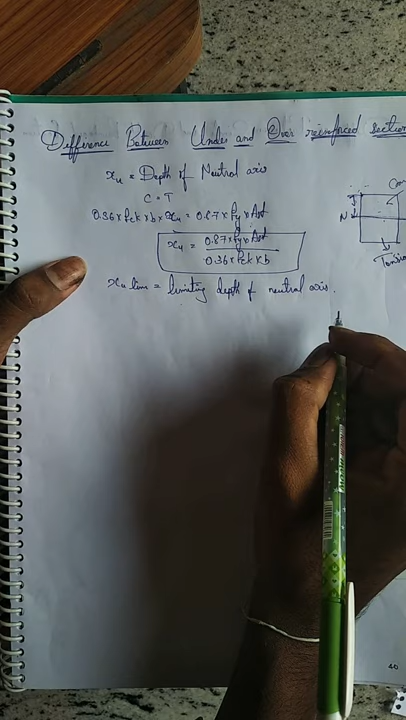 Difference Between Under and Over reinforced section
xu = Depth of Neutral axis
C = T
0.36 x fck x b x xu = 0.87 x fy x Ast
xu = 0.87 x fy x Ast
0.36 x fck x b
N
Tension
xu lim = limiting depth of neutral axis.